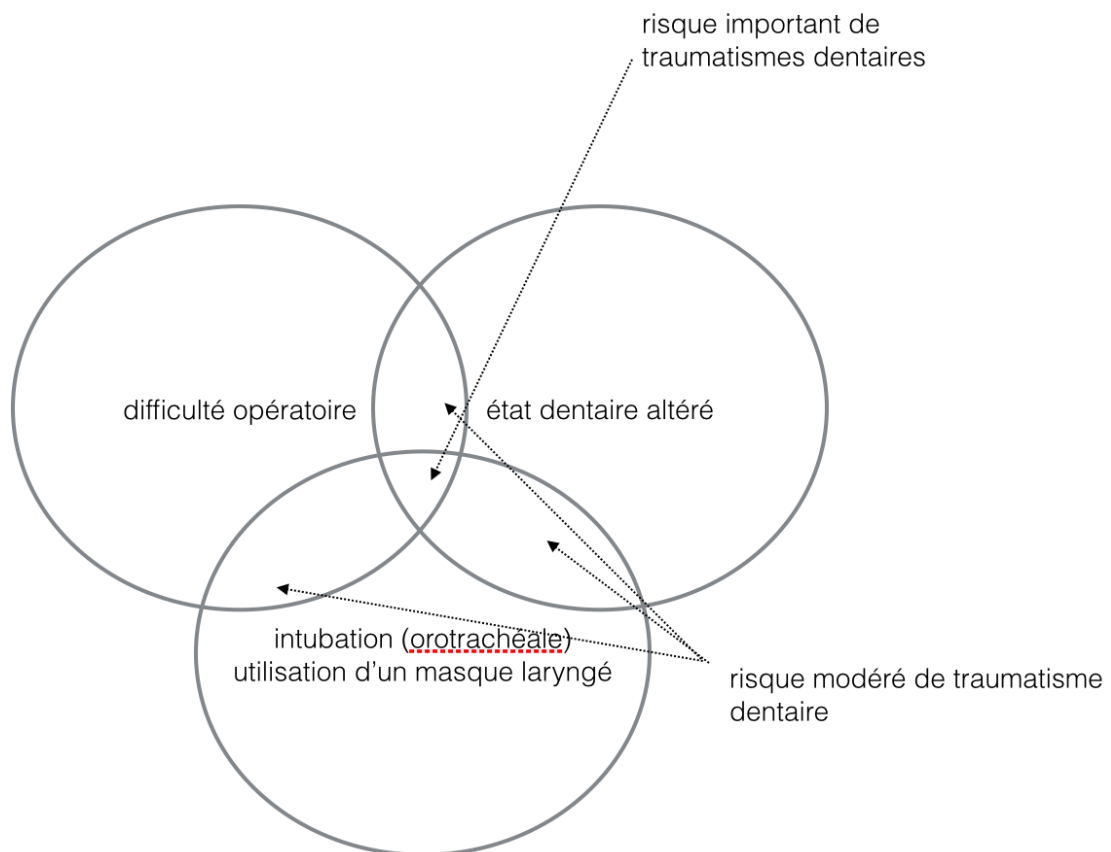 risque important de
traumatismes dentaires
difficulté opératoire
état dentaire altéré
intubation (orotrachéale)
utilisation d'un masque laryngé
risque modéré de traumatisme
dentaire